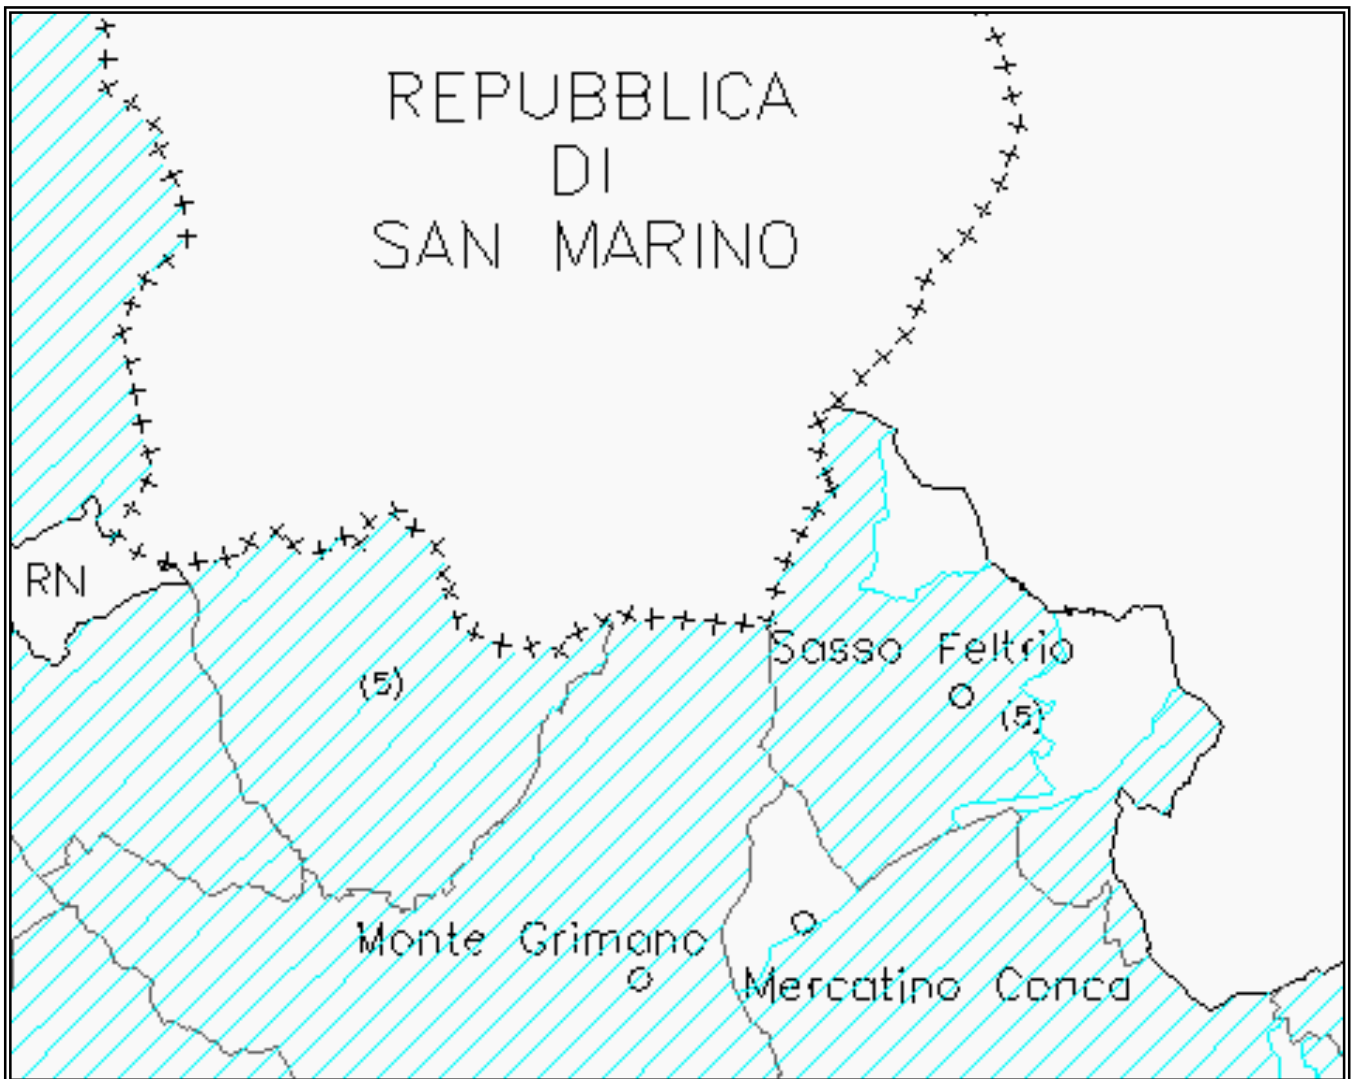 REPUBBLICA
DI
SAN MARINO
RN
Sasso Feltrio
(5)
(5)
Monte Grimano
Mercatino Conca